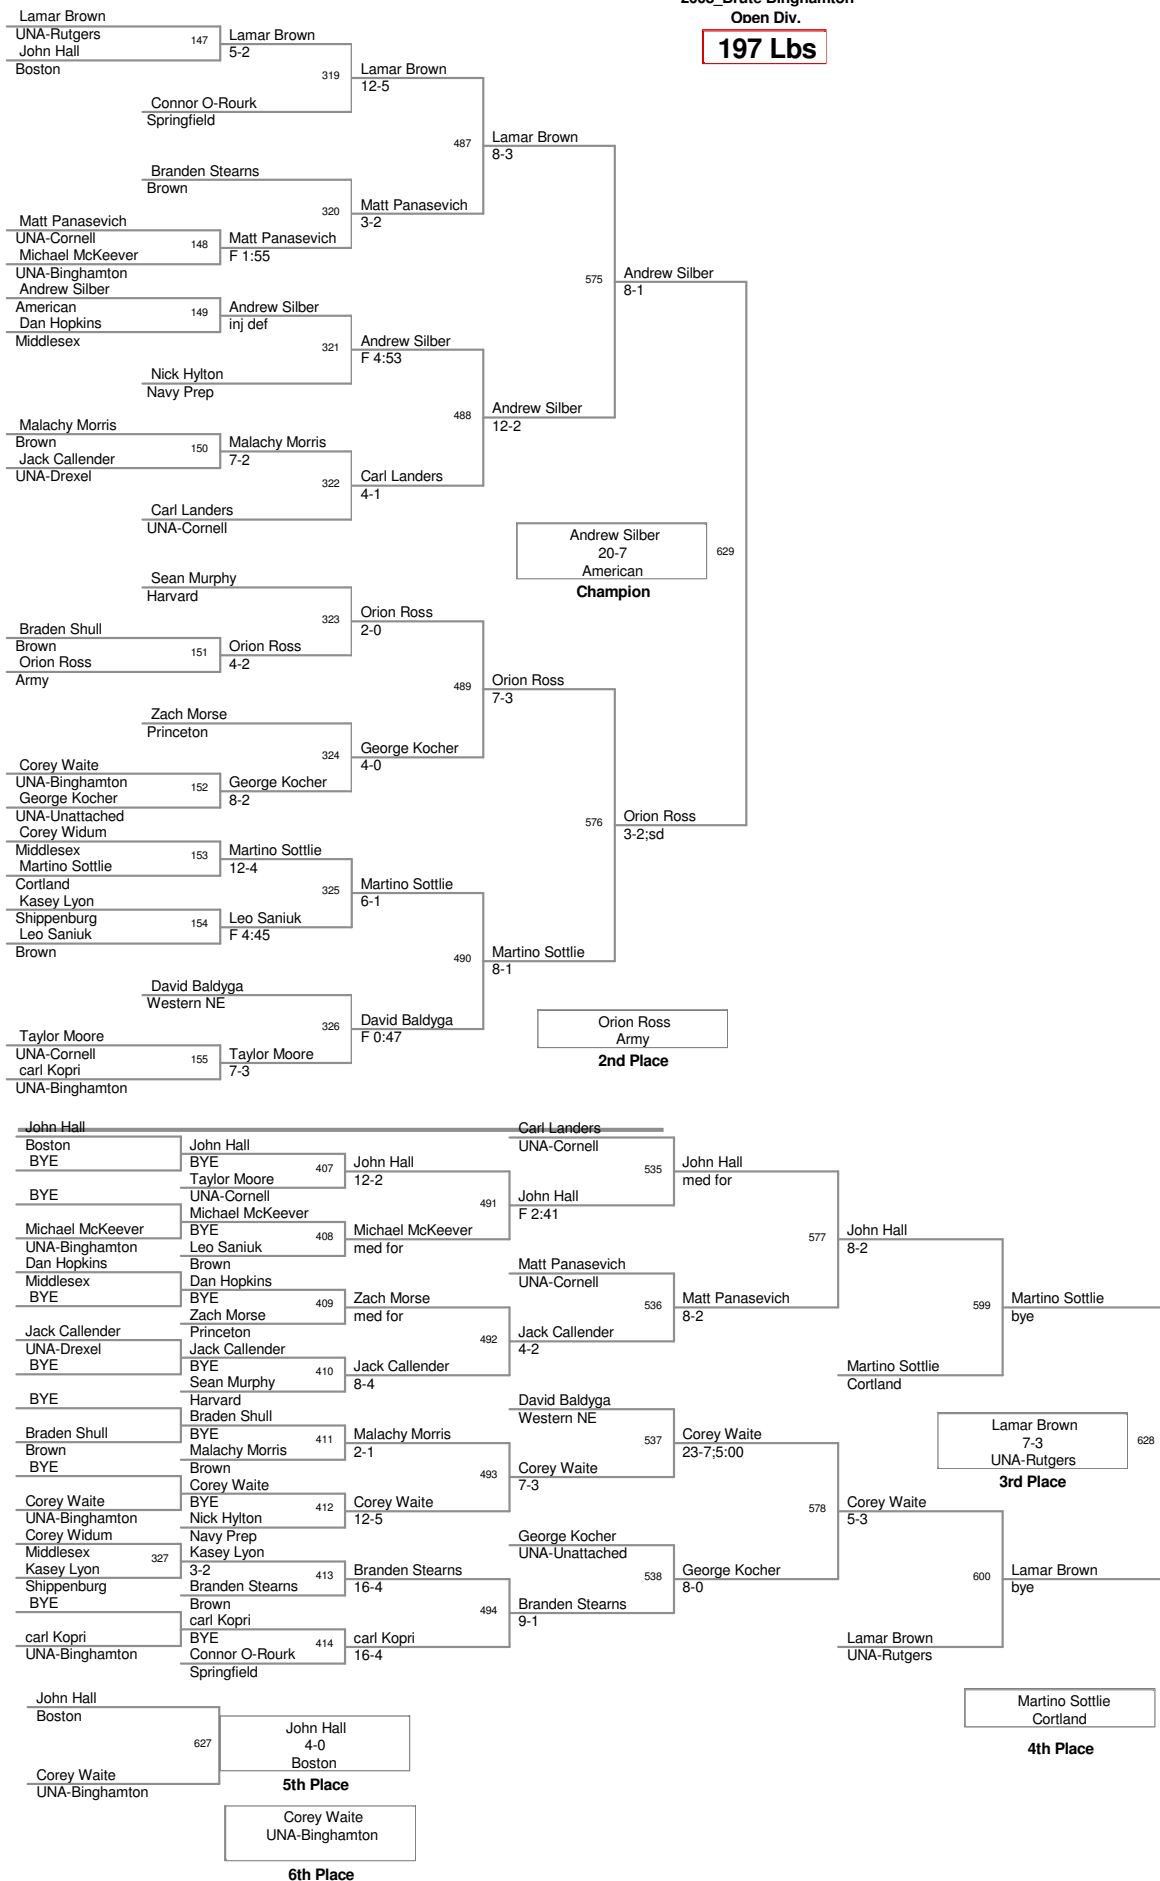 2008_Brute Binghamton
Open Div.
197 Lbs
Lamar Brown
UNA-Rutgers
147
John Hall
Boston
Lamar Brown
5-2
319
Connor O-Rourk
Springfield
Lamar Brown
12-5
487
Branden Stearns
Brown
320
Matt Panasevich
UNA-Cornell
148
Michael McKeever
UNA-Binghamton
Matt Panasevich
F 1:55
Matt Panasevich
3-2
Lamar Brown
8-3
575
Andrew Silber
American
149
Dan Hopkins
Middlesex
Andrew Silber
inj def
321
Nick Hylton
Navy Prep
Andrew Silber
F 4:53
488
Malachy Morris
Brown
150
Jack Callender
UNA-Drexel
Malachy Morris
7-2
322
Carl Landers
UNA-Cornell
Carl Landers
4-1
Andrew Silber
12-2
Andrew Silber
8-1
Andrew Silber
20-7
American
629
Champion
Sean Murphy
Harvard
323
Braden Shull
Brown
151
Orion Ross
Army
Orion Ross
4-2
Orion Ross
2-0
489
Zach Morse
Princeton
324
Corey Waite
UNA-Binghamton
152
George Kocher
UNA-Unattached
George Kocher
8-2
George Kocher
4-0
Orion Ross
7-3
576
Corey Widum
Middlesex
153
Martino Sottlie
Cortland
Martino Sottlie
12-4
325
Kasey Lyon
Shippenburg
154
Leo Saniuk
Brown
Leo Saniuk
F 4:45
Martino Sottlie
6-1
490
David Baldyga
Western NE
326
Taylor Moore
UNA-Cornell
155
carl Kopri
UNA-Binghamton
Taylor Moore
7-3
David Baldyga
F 0:47
Martino Sottlie
8-1
Orion Ross
3-2;sd
Orion Ross
Army
2nd Place
John Hall
Boston
BYE
John Hall
BYE
407
Taylor Moore
UNA-Cornell
John Hall
12-2
491
BYE
Michael McKeever
UNA-Binghamton
Michael McKeever
BYE
408
Leo Saniuk
Brown
Michael McKeever
med for
Carl Landers
UNA-Cornell
535
John Hall
F 2:41
John Hall
med for
577
Dan Hopkins
Middlesex
BYE
Dan Hopkins
BYE
409
Zach Morse
Princeton
Zach Morse
med for
492
Jack Callender
UNA-Drexel
BYE
Jack Callender
BYE
410
Sean Murphy
Harvard
Jack Callender
8-4
Matt Panasevich
UNA-Cornell
536
Jack Callender
4-2
Matt Panasevich
8-2
John Hall
8-2
599
Martino Sottlie
Cortland
Martino Sottlie
bye
BYE
Braden Shull
Brown
Braden Shull
BYE
411
Malachy Morris
Brown
Malachy Morris
2-1
493
BYE
Corey Waite
UNA-Binghamton
Corey Waite
BYE
412
Nick Hylton
Navy Prep
Corey Waite
12-5
David Baldyga
Western NE
537
Corey Waite
7-3
Corey Waite
23-7;5:00
578
Lamar Brown
7-3
UNA-Rutgers
628
3rd Place
Corey Widum
Middlesex
327
Kasey Lyon
Shippenburg
Kasey Lyon
3-2
413
Branden Stearns
Brown
Branden Stearns
16-4
494
BYE
carl Kopri
UNA-Binghamton
carl Kopri
BYE
414
Connor O-Rourk
Springfield
carl Kopri
16-4
George Kocher
UNA-Unattached
538
Branden Stearns
9-1
George Kocher
8-0
Corey Waite
5-3
600
Lamar Brown
UNA-Rutgers
Lamar Brown
bye
John Hall
Boston
627
Corey Waite
UNA-Binghamton
John Hall
4-0
Boston
5th Place
Martino Sottlie
Cortland
4th Place
Corey Waite
UNA-Binghamton
6th Place